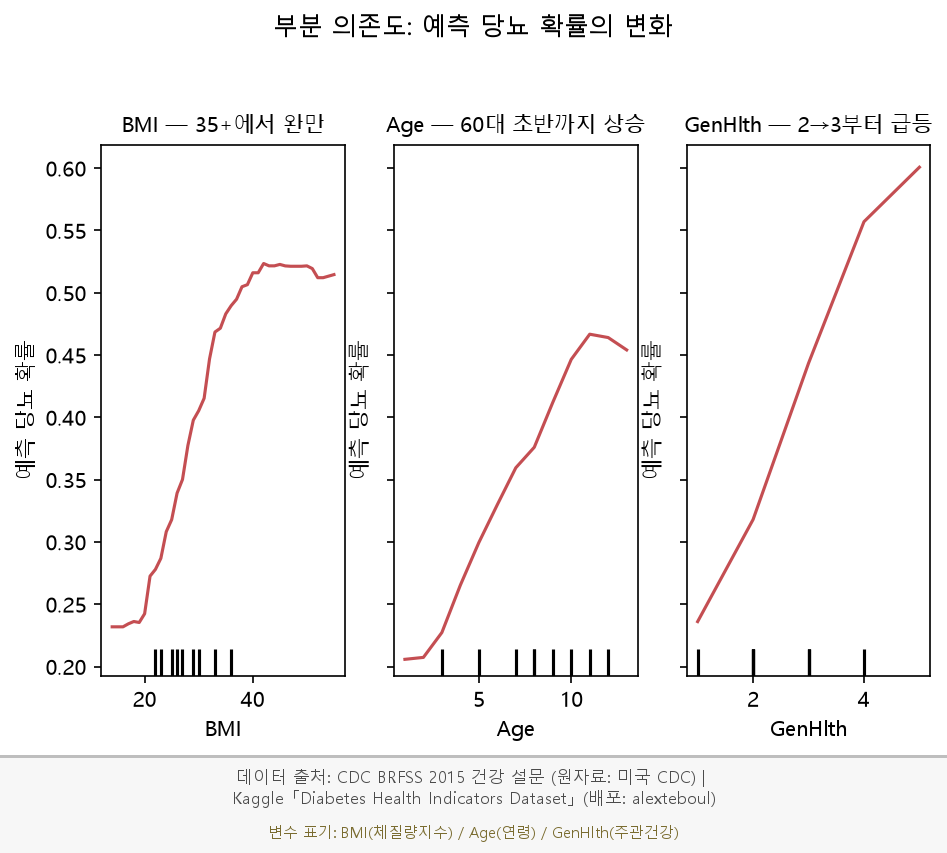 부분 의존도: 예측 당뇨 확률의 변화
BMI — 35+에서 완만
예측 당뇨 확률
0.60
0.55
0.50
0.45
0.40
0.35
0.30
0.25
0.20
20 40
BMI
Age — 60대 초반까지 상승
예측 당뇨 확률
5 10
Age
GenHlth — 2→3부터 급등
예측 당뇨 확률
2 4
GenHlth
데이터 출처: CDC BRFSS 2015 건강 설문 (원자료: 미국 CDC) |
Kaggle 「Diabetes Health Indicators Dataset」 (배포: alexteboul)
변수 표기: BMI(체질량지수) / Age(연령) / GenHlth(주관건강)